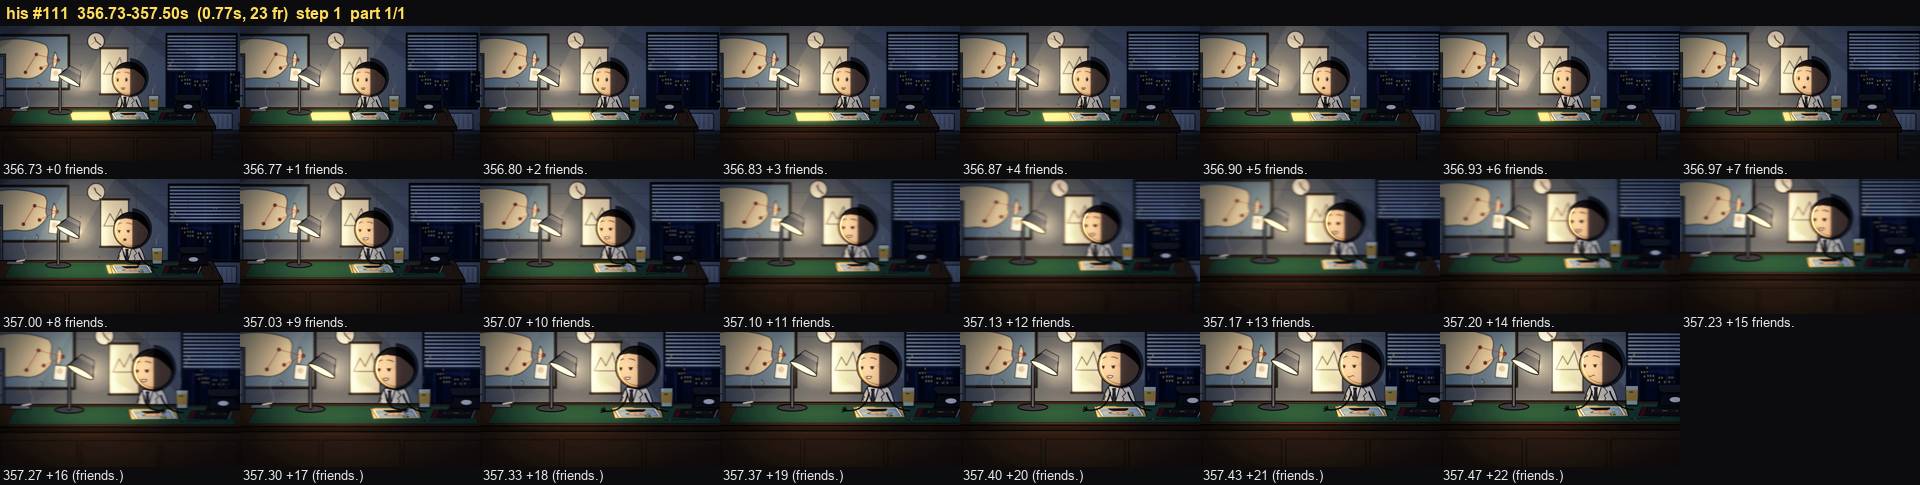 his #111 356.73-357.50s (0.77s, 23 fr) step 1 part 1/1
356.73 +0 friends.
356.77 +1 friends.
356.80 +2 friends.
356.83 +3 friends.
356.87 +4 friends.
356.90 +5 friends.
356.93 +6 friends.
356.97 +7 friends.
357.00 +8 friends.
357.03 +9 friends.
357.07 +10 friends.
357.10 +11 friends.
357.13 +12 friends.
357.17 +13 friends.
357.20 +14 friends.
357.23 +15 friends.
357.27 +16 (friends.)
357.30 +17 (friends.)
357.33 +18 (friends.)
357.37 +19 (friends.)
357.40 +20 (friends.)
357.43 +21 (friends.)
357.47 +22 (friends.)